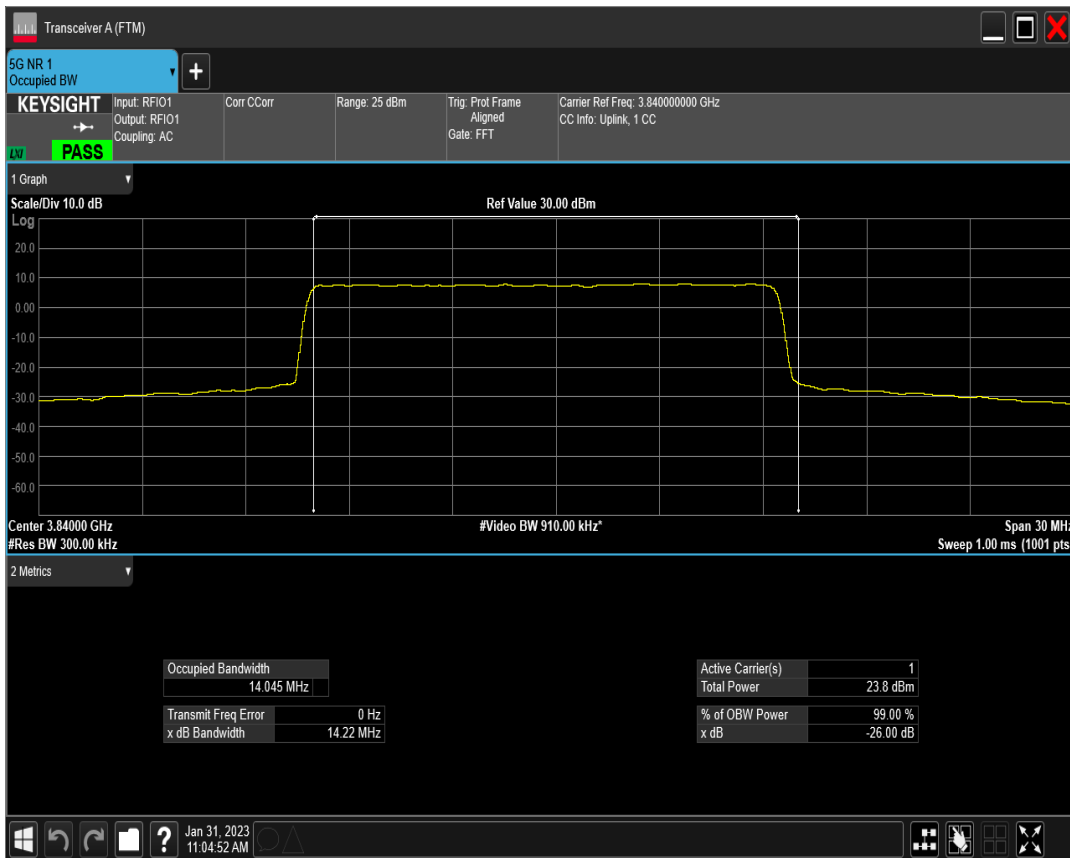 Transceiver A (FTM)
5G NR 1
Occupied BW
+
KEYSIGHT
LXI
PASS
Input: RFIO1
Output: RFIO1
Coupling: AC
Corr CCorr
Range: 25 dBm
Trig: Prot Frame
Aligned
Gate: FFT
Carrier Ref Freq: 3.840000000 GHz
CC Info: Uplink, 1 CC
1 Graph
Scale/Div 10.0 dB
Ref Value 30.00 dBm
Log
20.0
10.0
0.00
-10.0
-20.0
-30.0
-40.0
-50.0
-60.0
Center 3.84000 GHz
#Video BW 910.00 kHz*
Span 30 MHz
#Res BW 300.00 kHz
Sweep 1.00 ms (1001 pts
2 Metrics
Occupied Bandwidth
14.045 MHz
Transmit Freq Error 0 Hz
x dB Bandwidth 14.22 MHz
Active Carrier(s) 1
Total Power 23.8 dBm
% of OBW Power 99.00 %
x dB -26.00 dB
?
Jan 31, 2023
11:04:52 AM